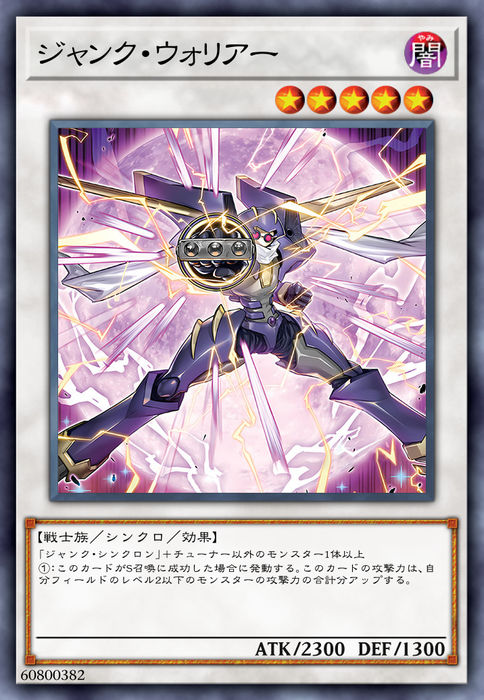 ジャンク・ウォリアー
やみ
闇
【戦士族／シンクロ／効果】
「ジャンク・シンクロン」＋チューナー以外のモンスター1体以上
①：このカードがS召喚に成功した場合に発動する。このカードの攻撃力は、自
分フィールドのレベル2以下のモンスターの攻撃力の合計分アップする。
ATK/2300 DEF/1300
60800382